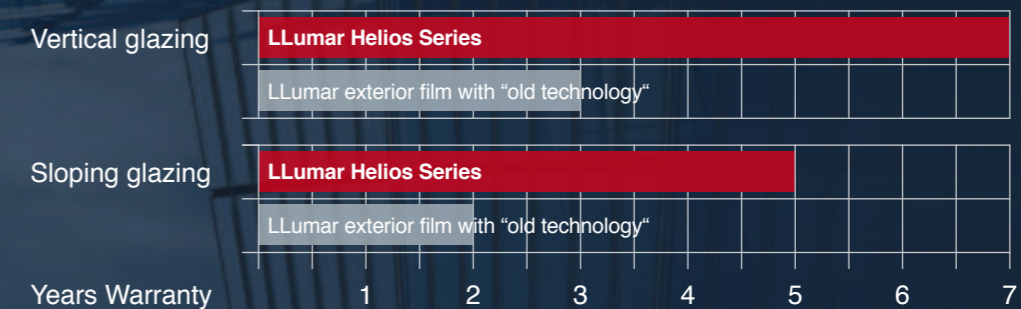 Vertical glazing
LLumar Helios Series
LLumar exterior film with “old technology“
Sloping glazing
LLumar Helios Series
LLumar exterior film with “old technology“
Years Warranty 1 2 3 4 5 6 7